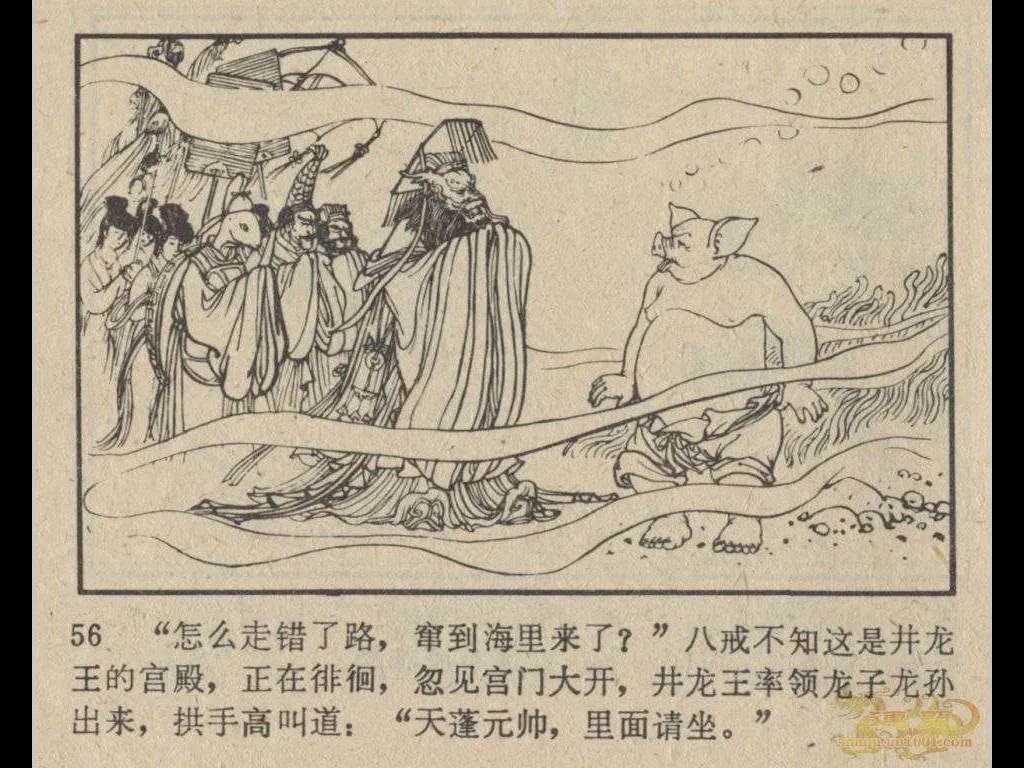 56 “怎么走错了路，窜到海里来了？”八戒不知这是井龙
王的宫殿，正在徘徊，忽见宫门大开，井龙王率领龙子龙孙
出来，拱手高叫道：“天蓬元帅，里面请坐。”